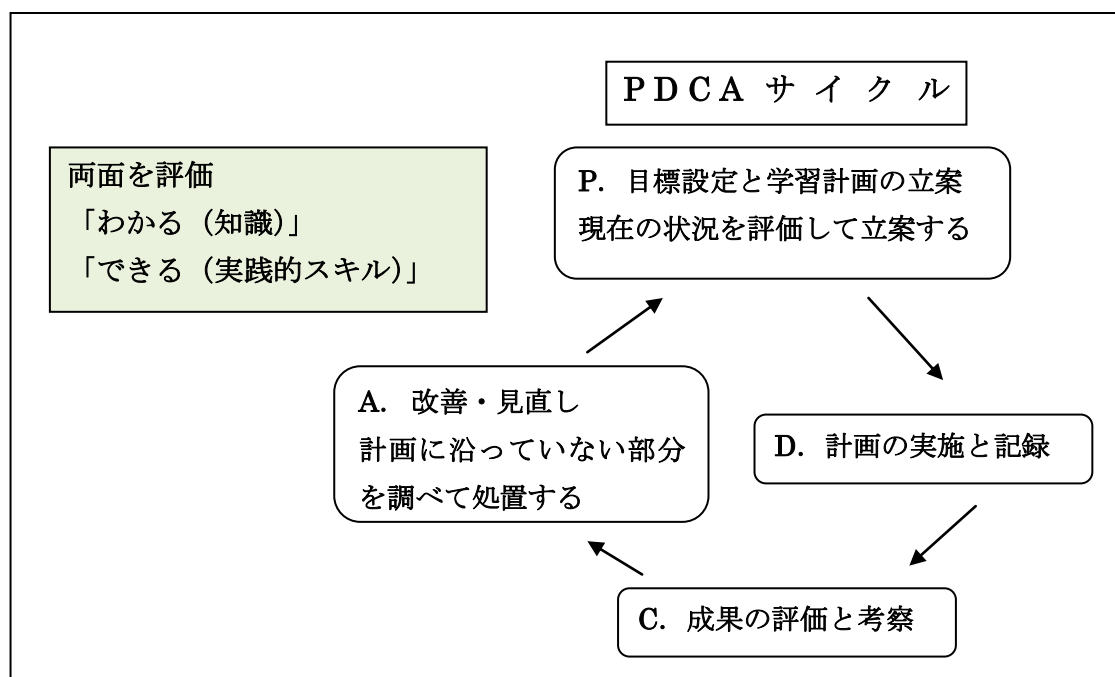 PDCA サ イ ク ル
両面を評価
「わかる（知識）」
「できる（実践的スキル）」
P. 目標設定と学習計画の立案
現在の状況を評価して立案する
A. 改善・見直し
計画に沿っていない部分
を調べて処置する
D. 計画の実施と記録
C. 成果の評価と考察